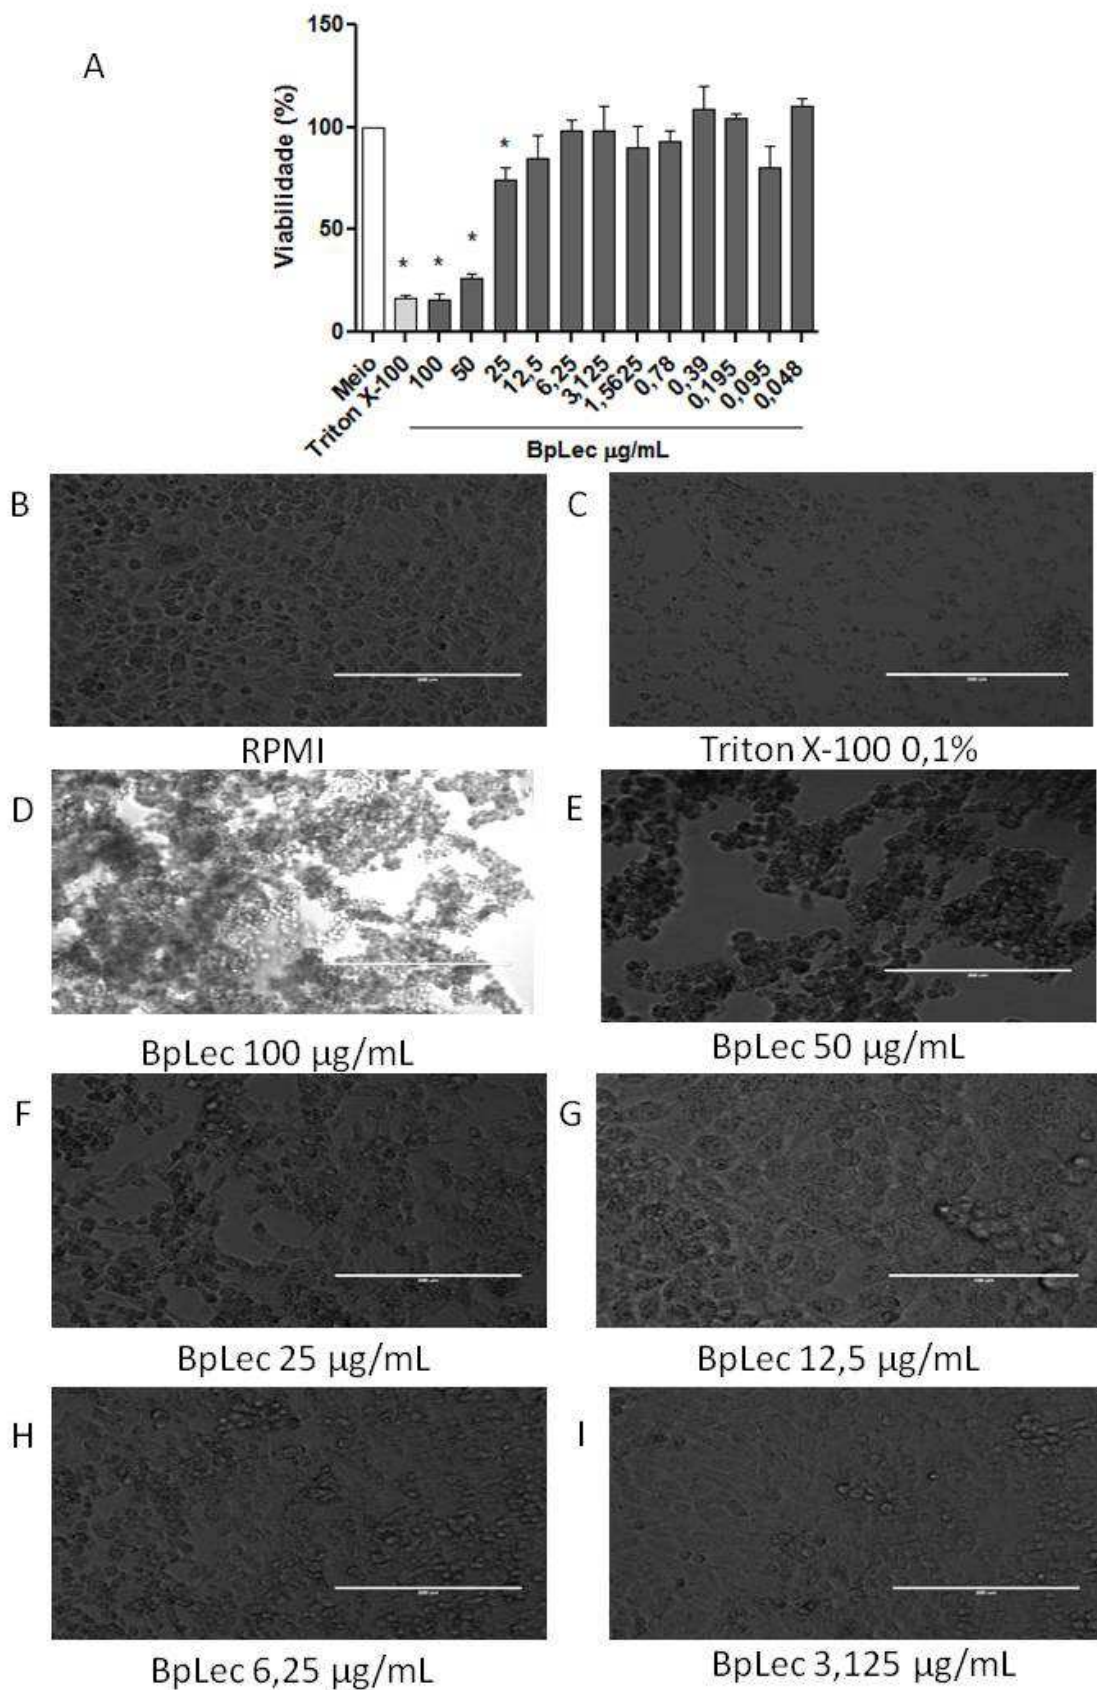 A
Viabilidade (%)
150
100
50
0
* * * *
Meio
Triton X-100
100
50
25
12,5
6,25
3,125
1,5625
0,78
0,39
0,195
0,095
0,048
BpLec µg/mL
B
C
RPMI
Triton X-100 0,1%
D
E
BpLec 100 µg/mL
BpLec 50 µg/mL
F
G
BpLec 25 µg/mL
BpLec 12,5 µg/mL
H
I
BpLec 6,25 µg/mL
BpLec 3,125 µg/mL